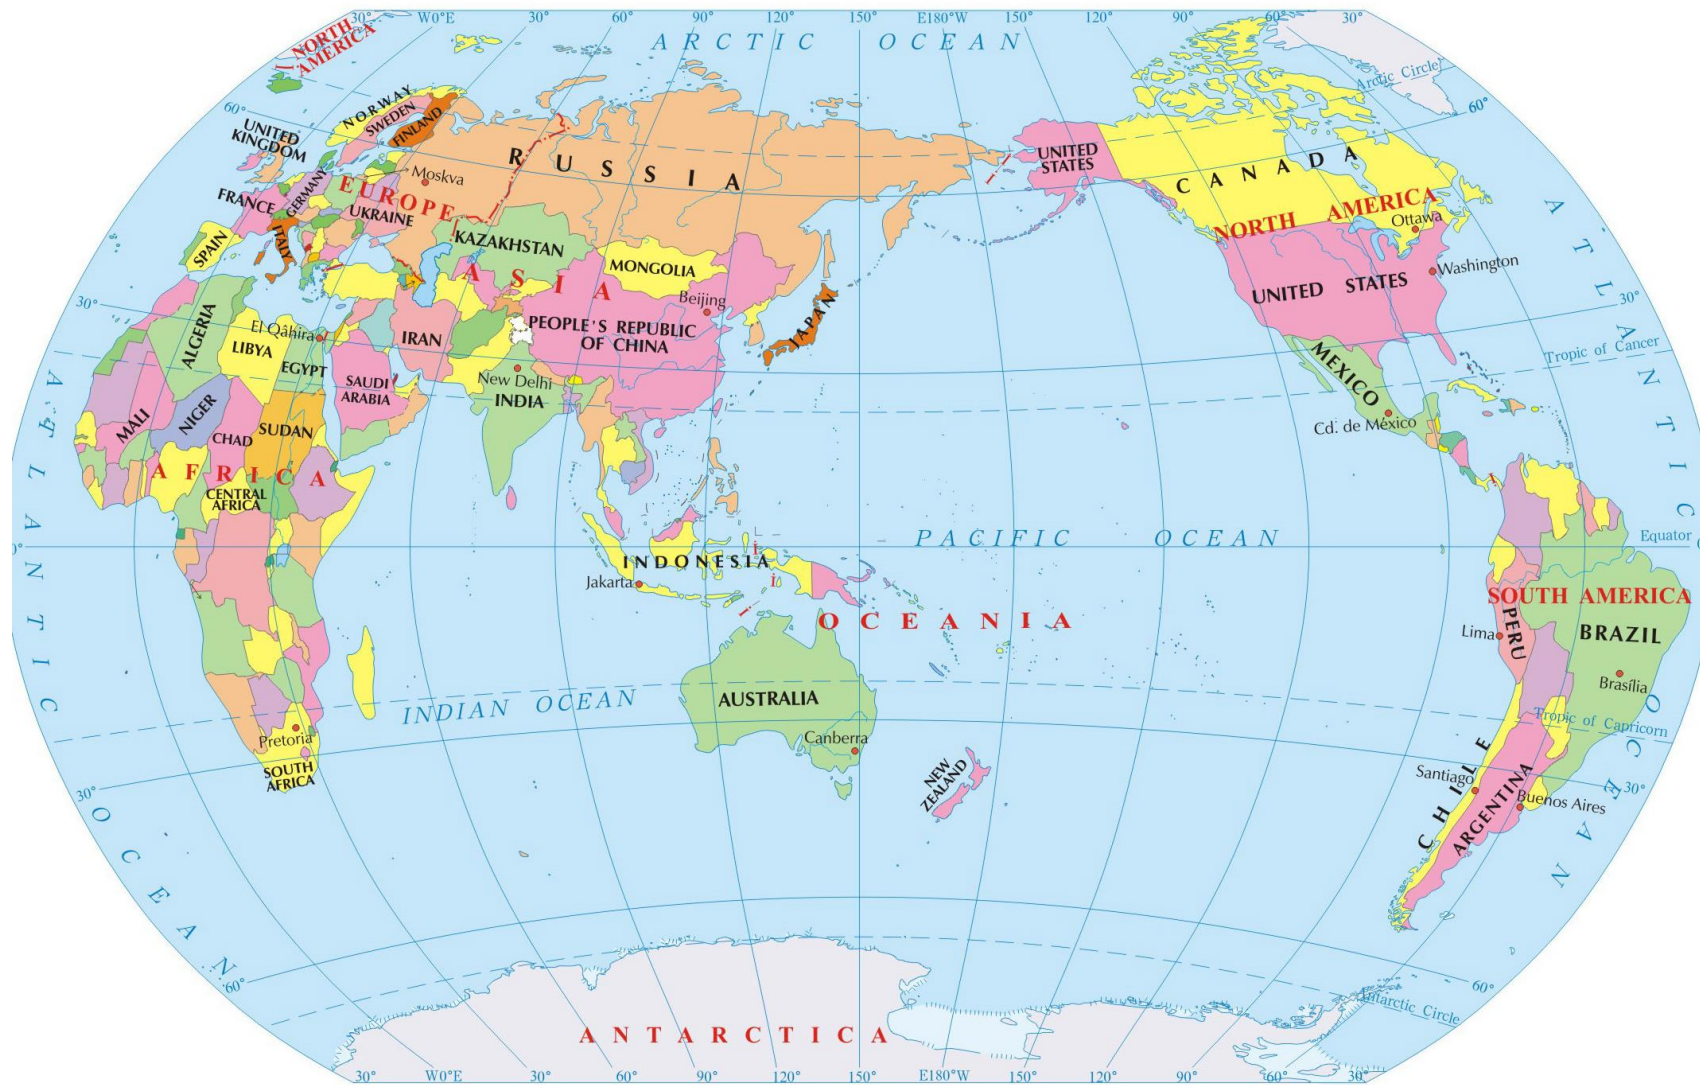 30°
W0°E
30°
60°
90°
120°
150°
E180°W
150°
120°
90°
60°
30°
NORTH
AMERICA
ARCTIC OCEAN
Arctic Circle
60°
60°
NORWAY
SWEDEN
FINLAND
UNITED
KINGDOM
RUSSIA
UNITED
STATES
CANADA
Moskva
GERMANY
EUROPE
FRANCE
UKRAINE
NORTH AMERICA
Ottawa
SPAIN
ITALY
KAZAKHSTAN
ASIA
MONGOLIA
Beijing
Washington
UNITED STATES
30°
30°
ALGERIA
El Qâhira
LIBYA
EGYPT
IRAN
PEOPLE'S REPUBLIC
OF CHINA
JAPAN
MEXICO
Tropic of Cancer
SAUDI
ARABIA
New Delhi
INDIA
Cd. de México
MALI
NIGER
CHAD
SUDAN
AFRICA
CENTRAL
AFRICA
ATLANTIC OCEAN
PACIFIC OCEAN
Equator
0°
INDONESIA
Jakarta
OCEANIA
SOUTH AMERICA
PERU
BRAZIL
Lima
Brasília
INDIAN OCEAN
AUSTRALIA
Canberra
Tropic of Capricorn
Pretoria
SOUTH
AFRICA
NEW
ZEALAND
CHILE
Santiago
ARGENTINA
Buenos Aires
30°
30°
ATLANTIC OCEAN
60°
60°
Antarctic Circle
ANTARCTICA
30°
W0°E
30°
60°
90°
120°
150°
E180°W
150°
120°
90°
60°
30°